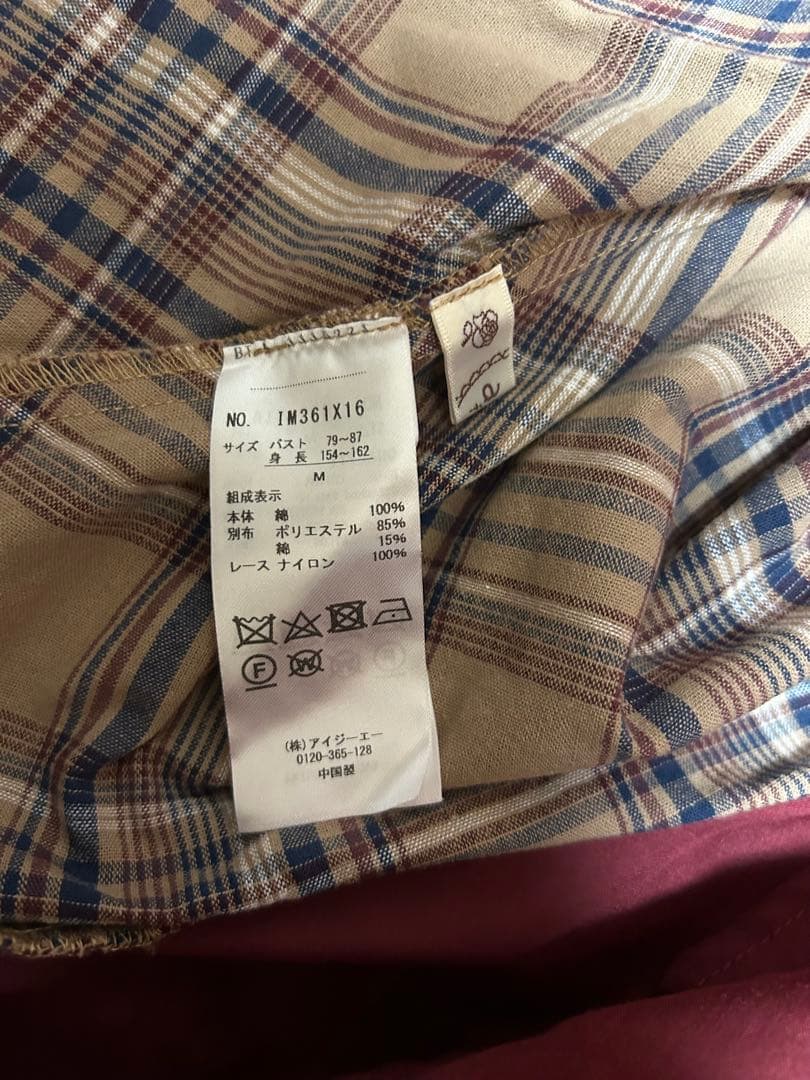 NO. IM361X16
サイズ バスト 79～87
身長 154～162
M
組成表示
本体 綿 100%
別布 ポリエステル 85%
綿 15%
レース ナイロン 100%
F
W
(株)アイジーエー
0120-365-128
中国製